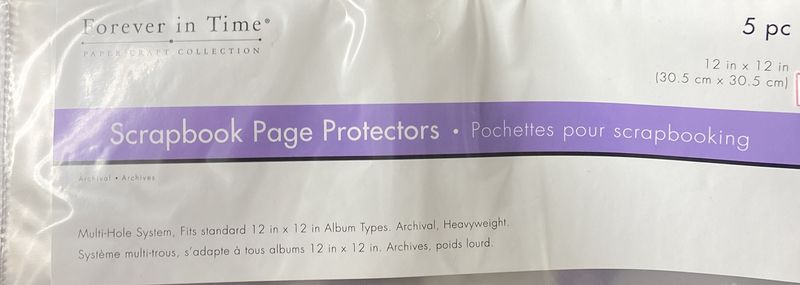 Forever in Time®
PAPER CRAFT COLLECTION
5 pc
12 in x 12 in
(30.5 cm x 30.5 cm)
Scrapbook Page Protectors • Pochettes pour scrapbooking
Archival • Archives
Multi-Hole System, Fits standard 12 in x 12 in Album Types. Archival, Heavyweight.
Système multi-trous, s'adapte à tous albums 12 in x 12 in. Archives, poids lourd.